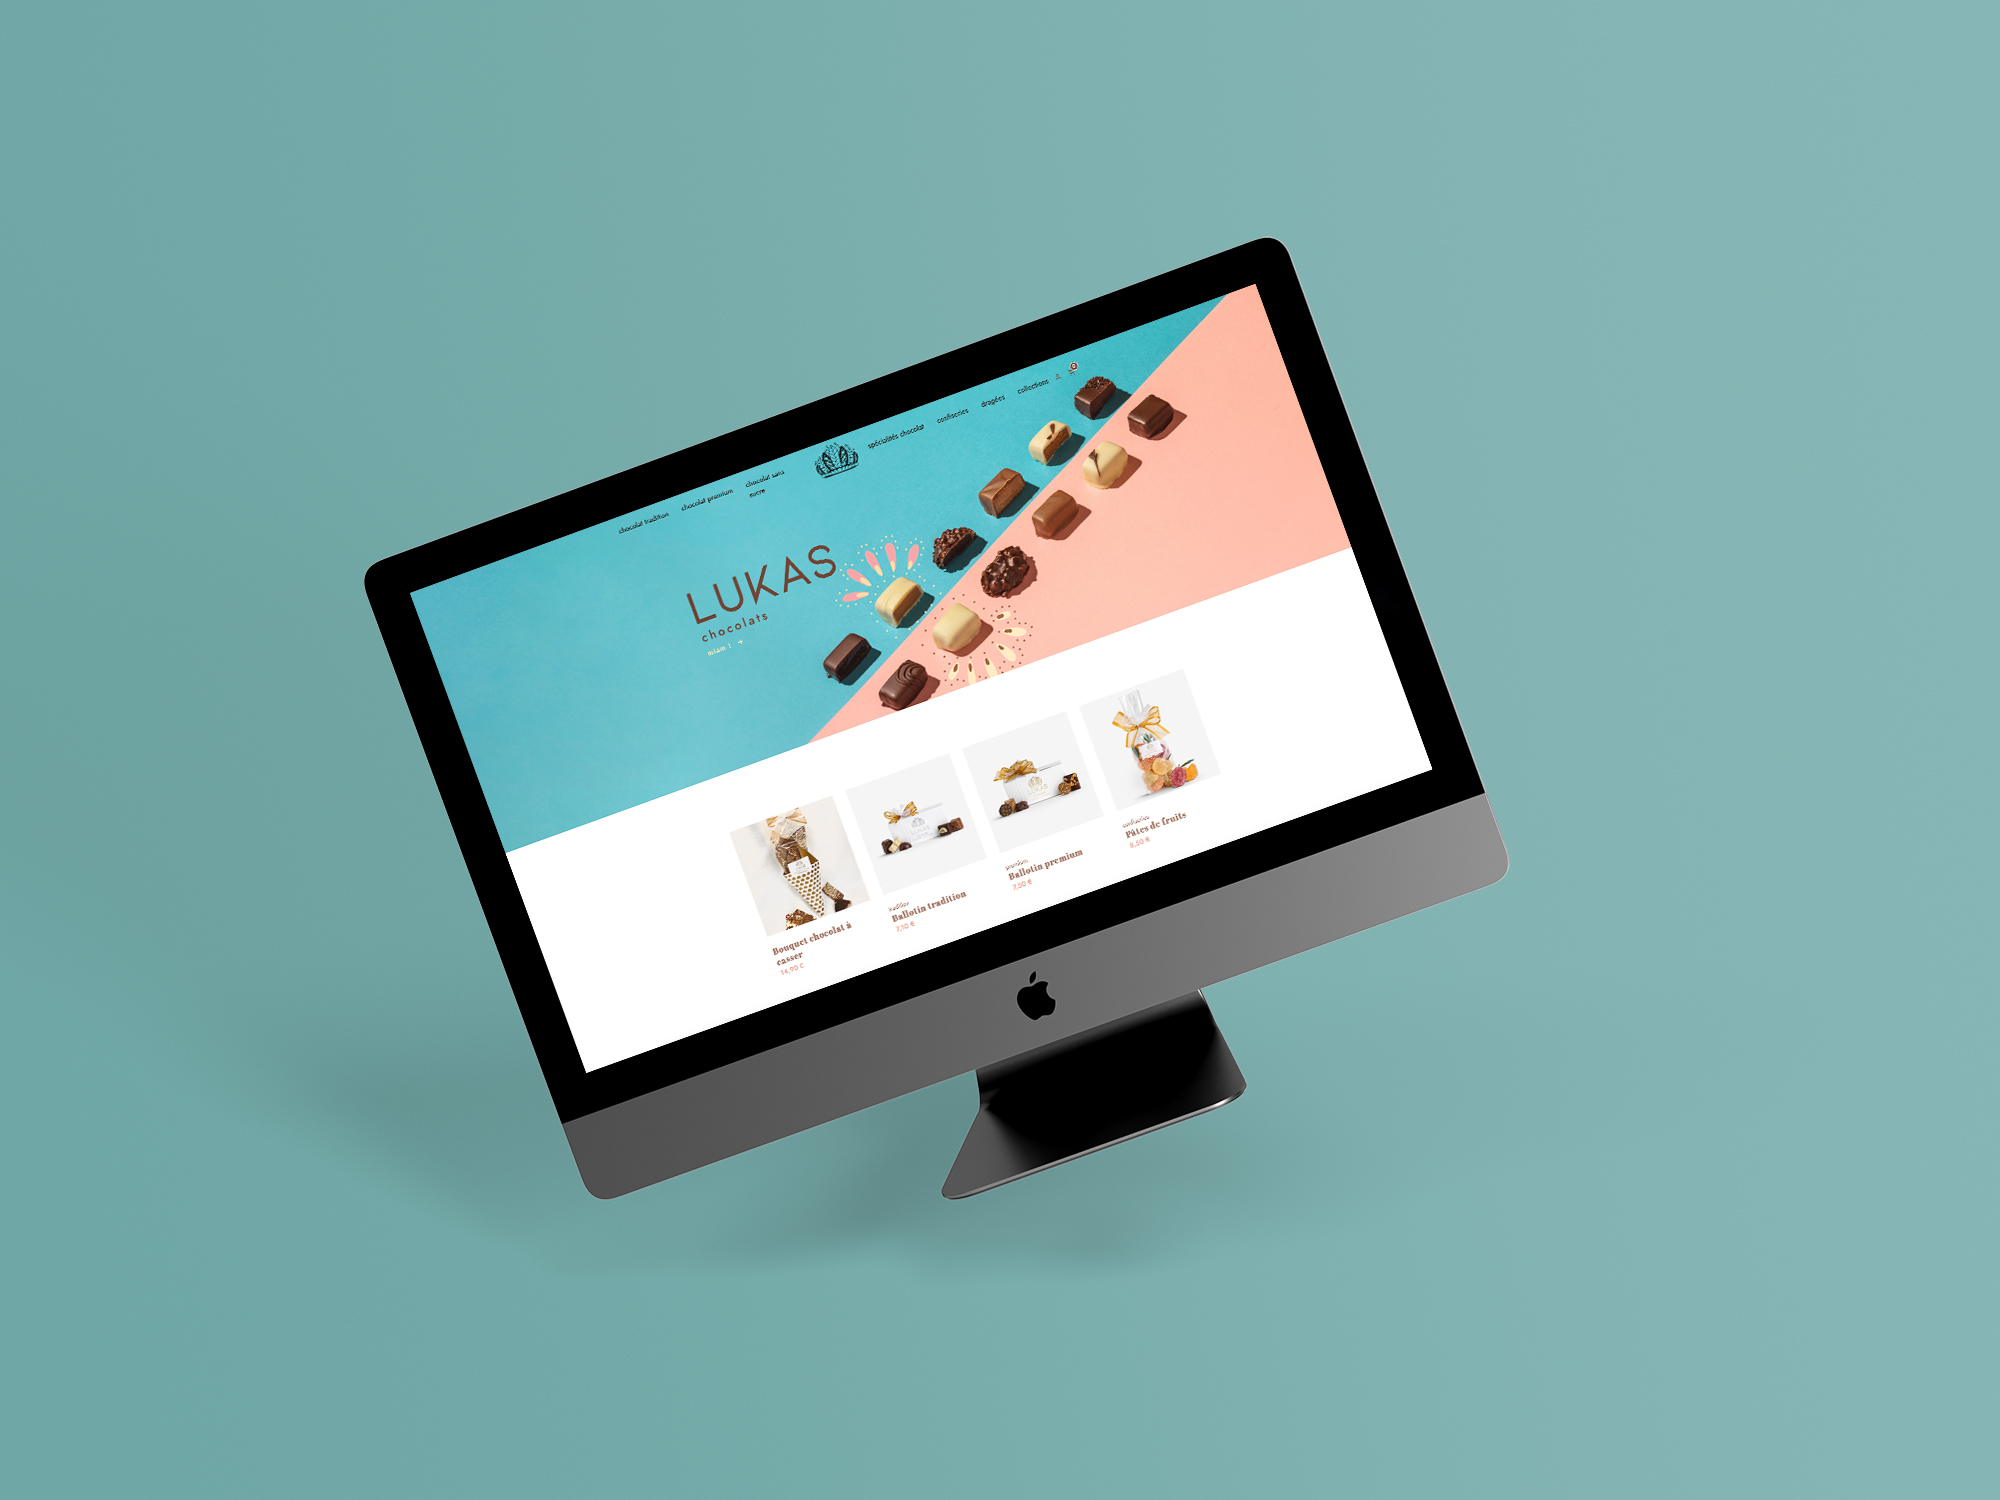 chocolat tradition
chocolat premium
chocolat sans
sucre
spécialités chocolat
confiseries
dragées
collections
LUKAS
chocolats
miam ! →
Bouquet chocolat à
casser
14,90 €
tradition
Ballotin tradition
7,10 €
premium
Ballotin premium
7,50 €
confiseries
Pâtes de fruits
8,50 €
LUKAS